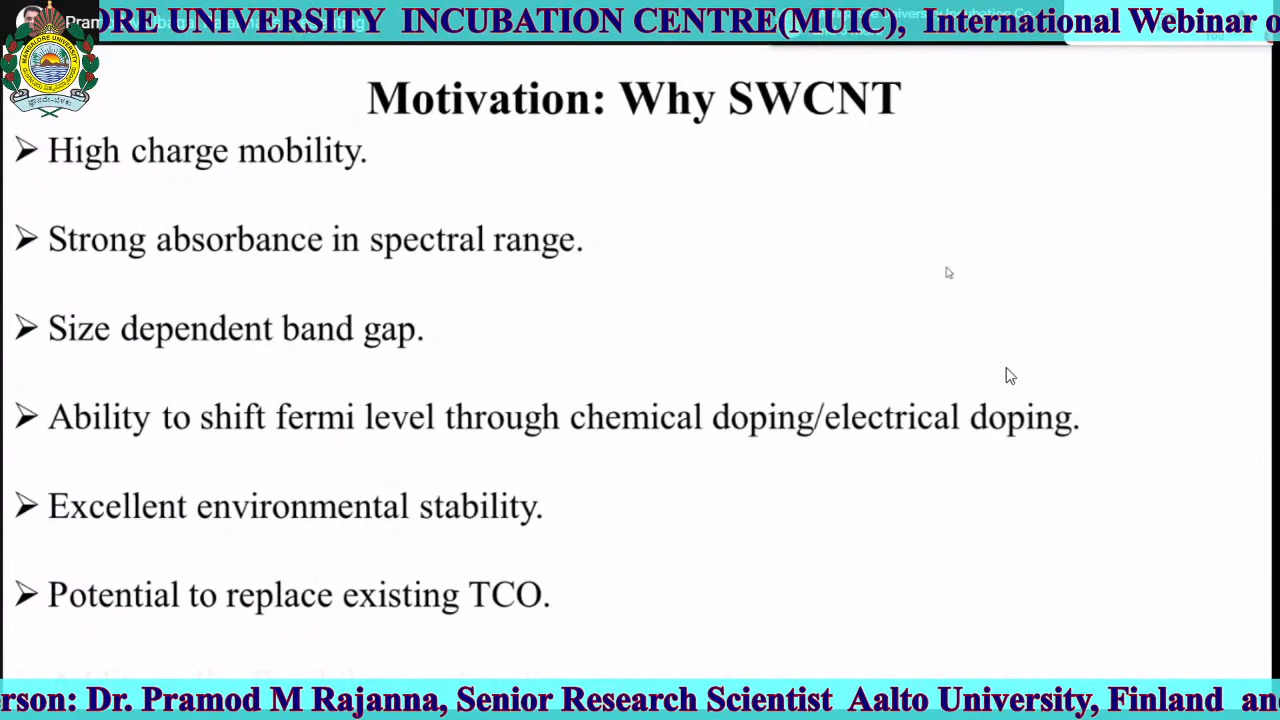 ORE UNIVERSITY INCUBATION CENTRE(MUIC), International Webinar o
Motivation: Why SWCNT
➤ High charge mobility.
➤ Strong absorbance in spectral range.
➤ Size dependent band gap.
➤ Ability to shift fermi level through chemical doping/electrical doping.
➤ Excellent environmental stability.
➤ Potential to replace existing TCO.
erson: Dr. Pramod M Rajanna, Senior Research Scientist Aalto University, Finland and